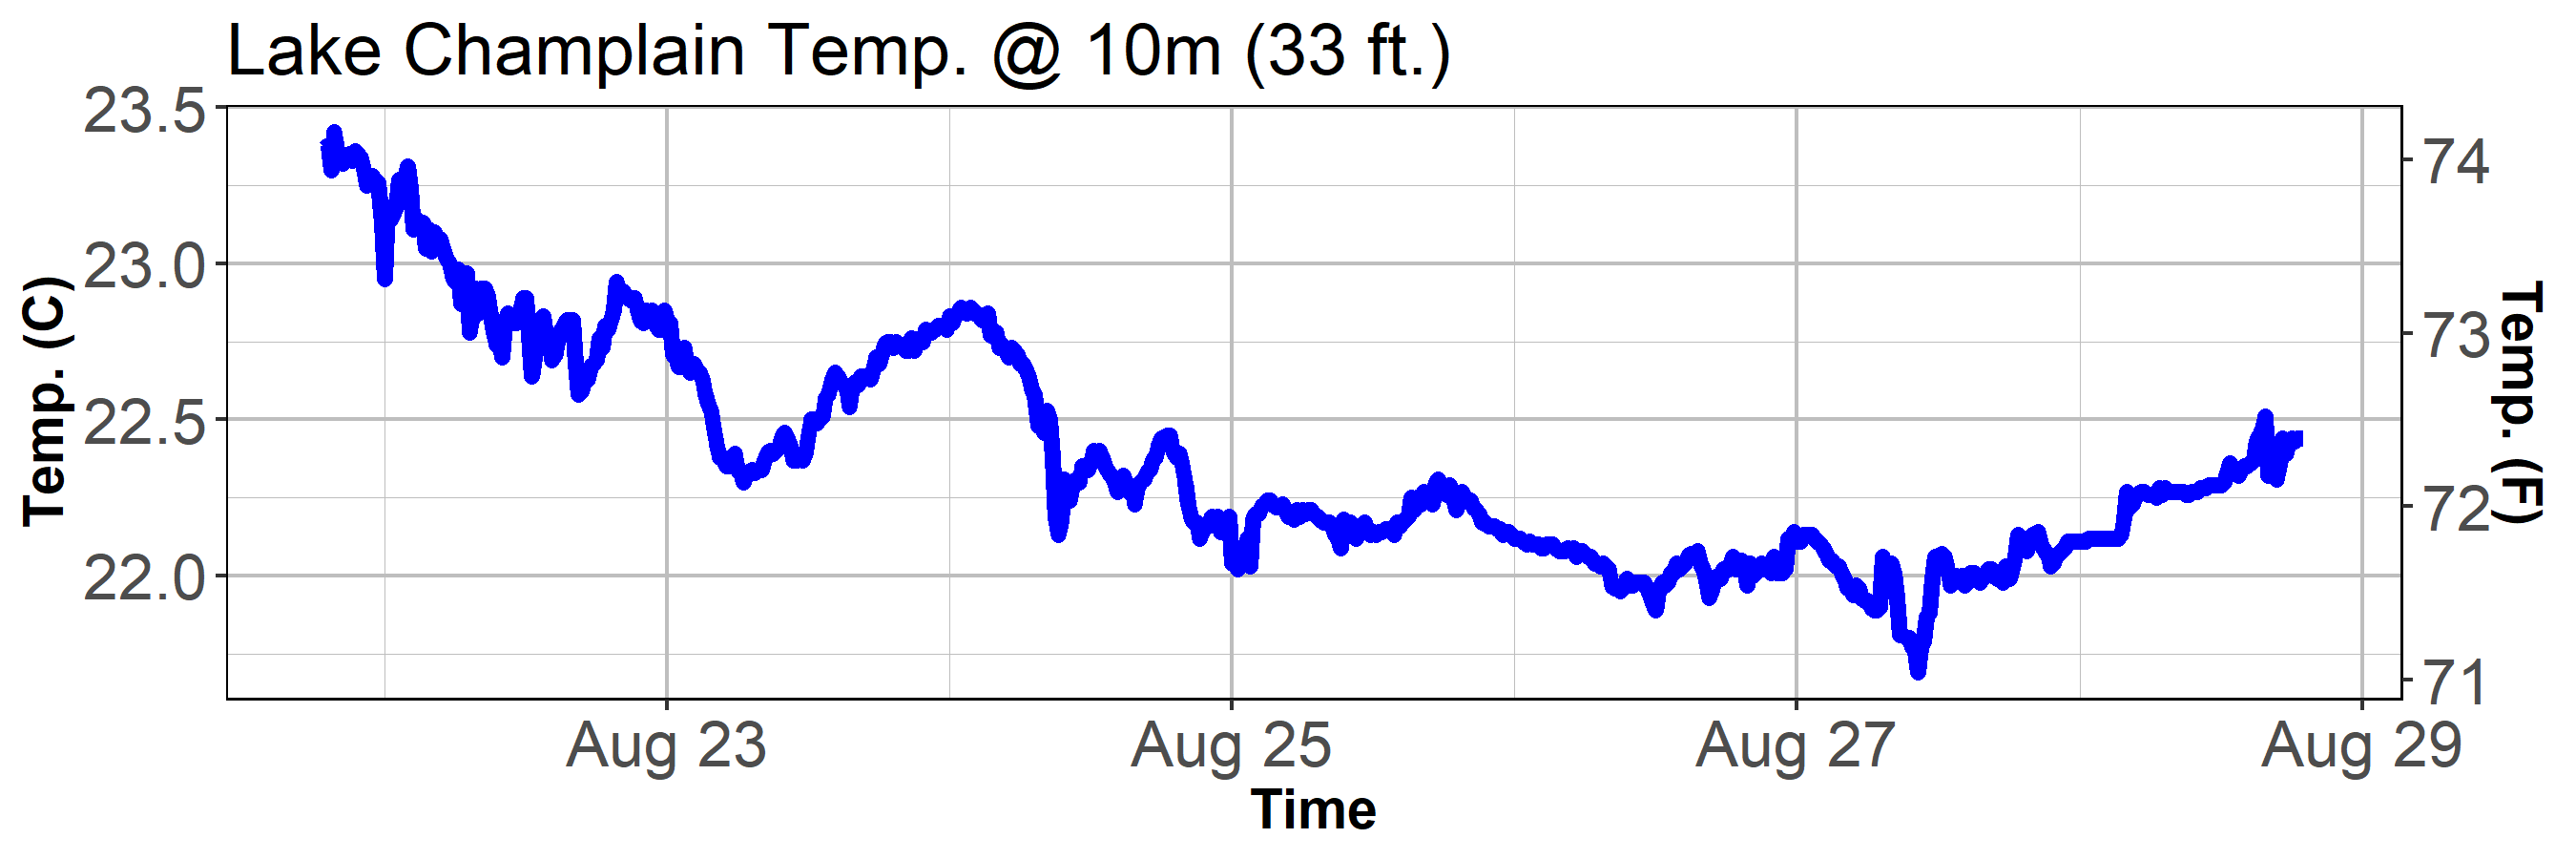 Lake Champlain Temp. @ 10m (33 ft.)
23.5
23.0
22.5
22.0
Temp. (C)
74
73
72
71
Temp. (F)
Aug 23
Aug 25
Aug 27
Aug 29
Time